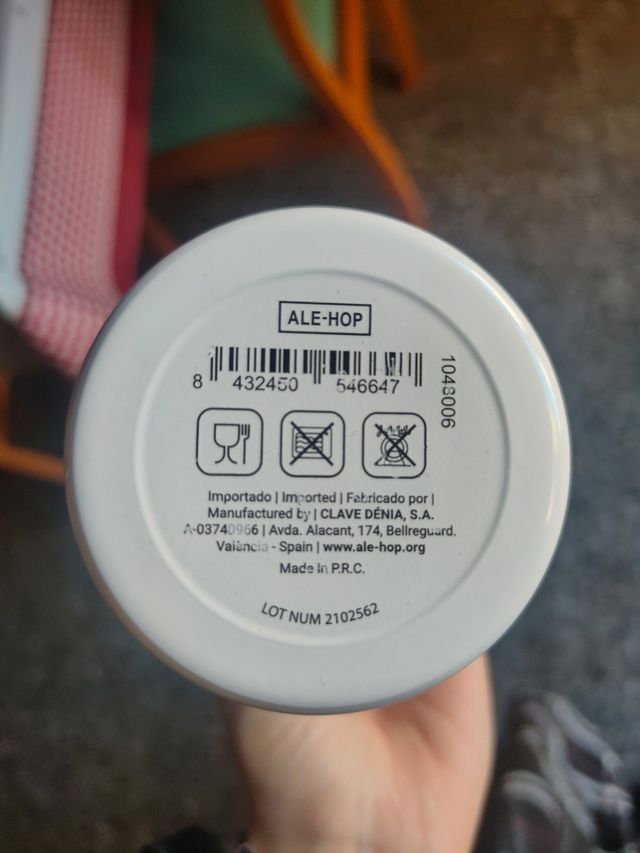 ALE-HOP
8 432450 546647
1048006
Importado | Imported | Fabricado por |
Manufactured by | CLAVE DÉNIA, S.A.
A-03740966 | Avda. Alacant, 174, Bellreguard.
València - Spain | www.ale-hop.org
Made in P.R.C.
LOT NUM 2102562